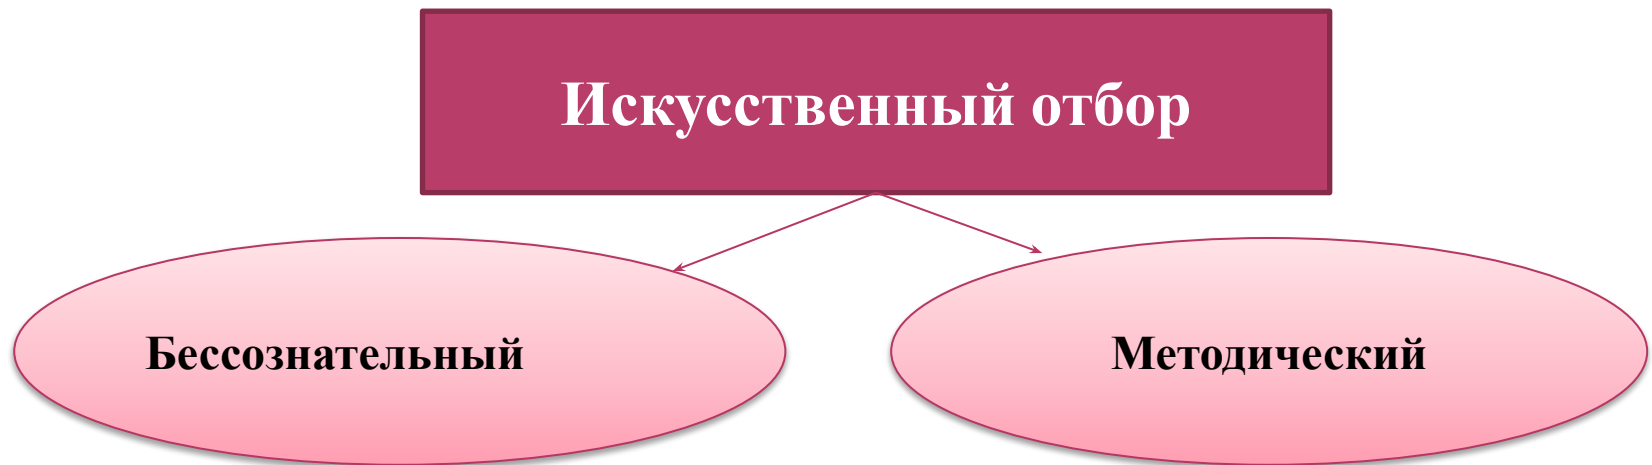 Искусственный отбор
Бессознательный
Методический